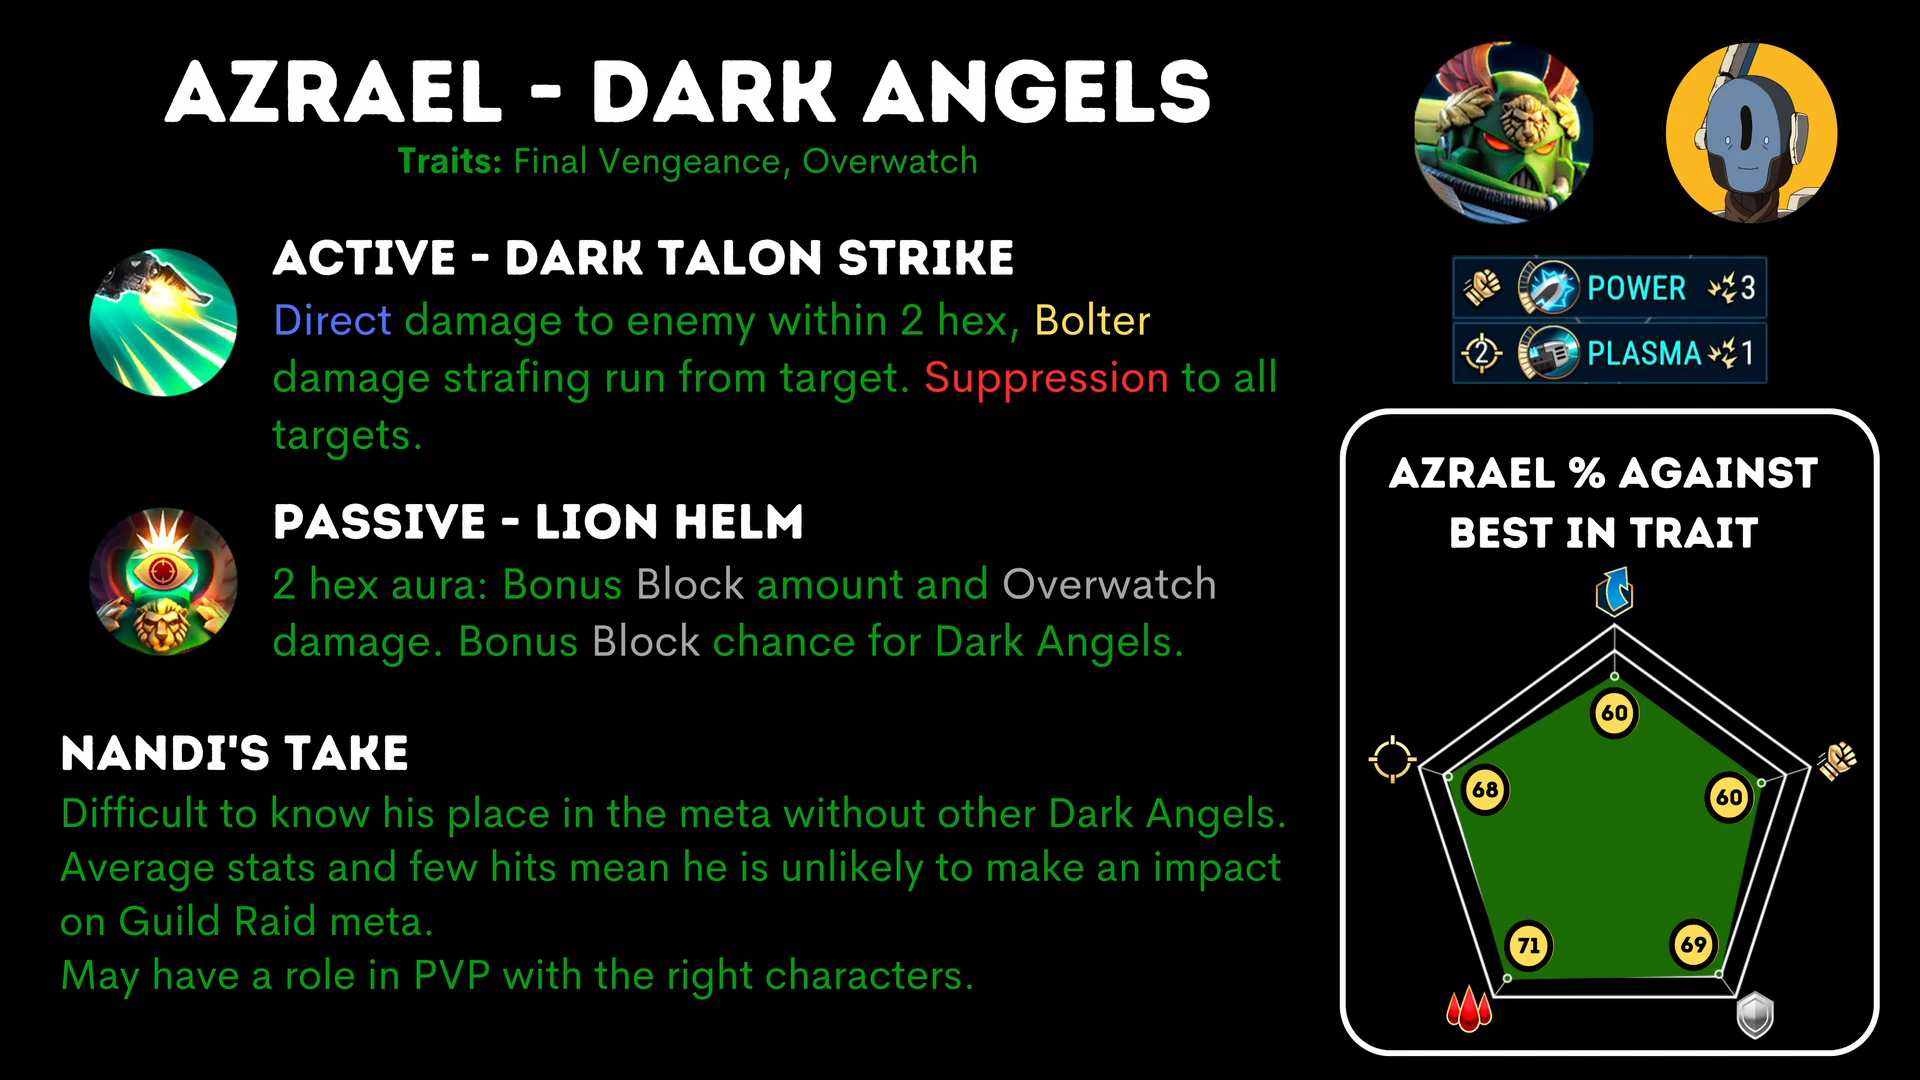 AZRAEL - DARK ANGELS
Traits: Final Vengeance, Overwatch
ACTIVE - DARK TALON STRIKE
Direct damage to enemy within 2 hex, Bolter
damage strafing run from target. Suppression to all
targets.
PASSIVE - LION HELM
2 hex aura: Bonus Block amount and Overwatch
damage. Bonus Block chance for Dark Angels.
NANDI'S TAKE
Difficult to know his place in the meta without other Dark Angels.
Average stats and few hits mean he is unlikely to make an impact
on Guild Raid meta.
May have a role in PVP with the right characters.
POWER 3
2 PLASMA 1
AZRAEL % AGAINST
BEST IN TRAIT
60
68
60
71
69